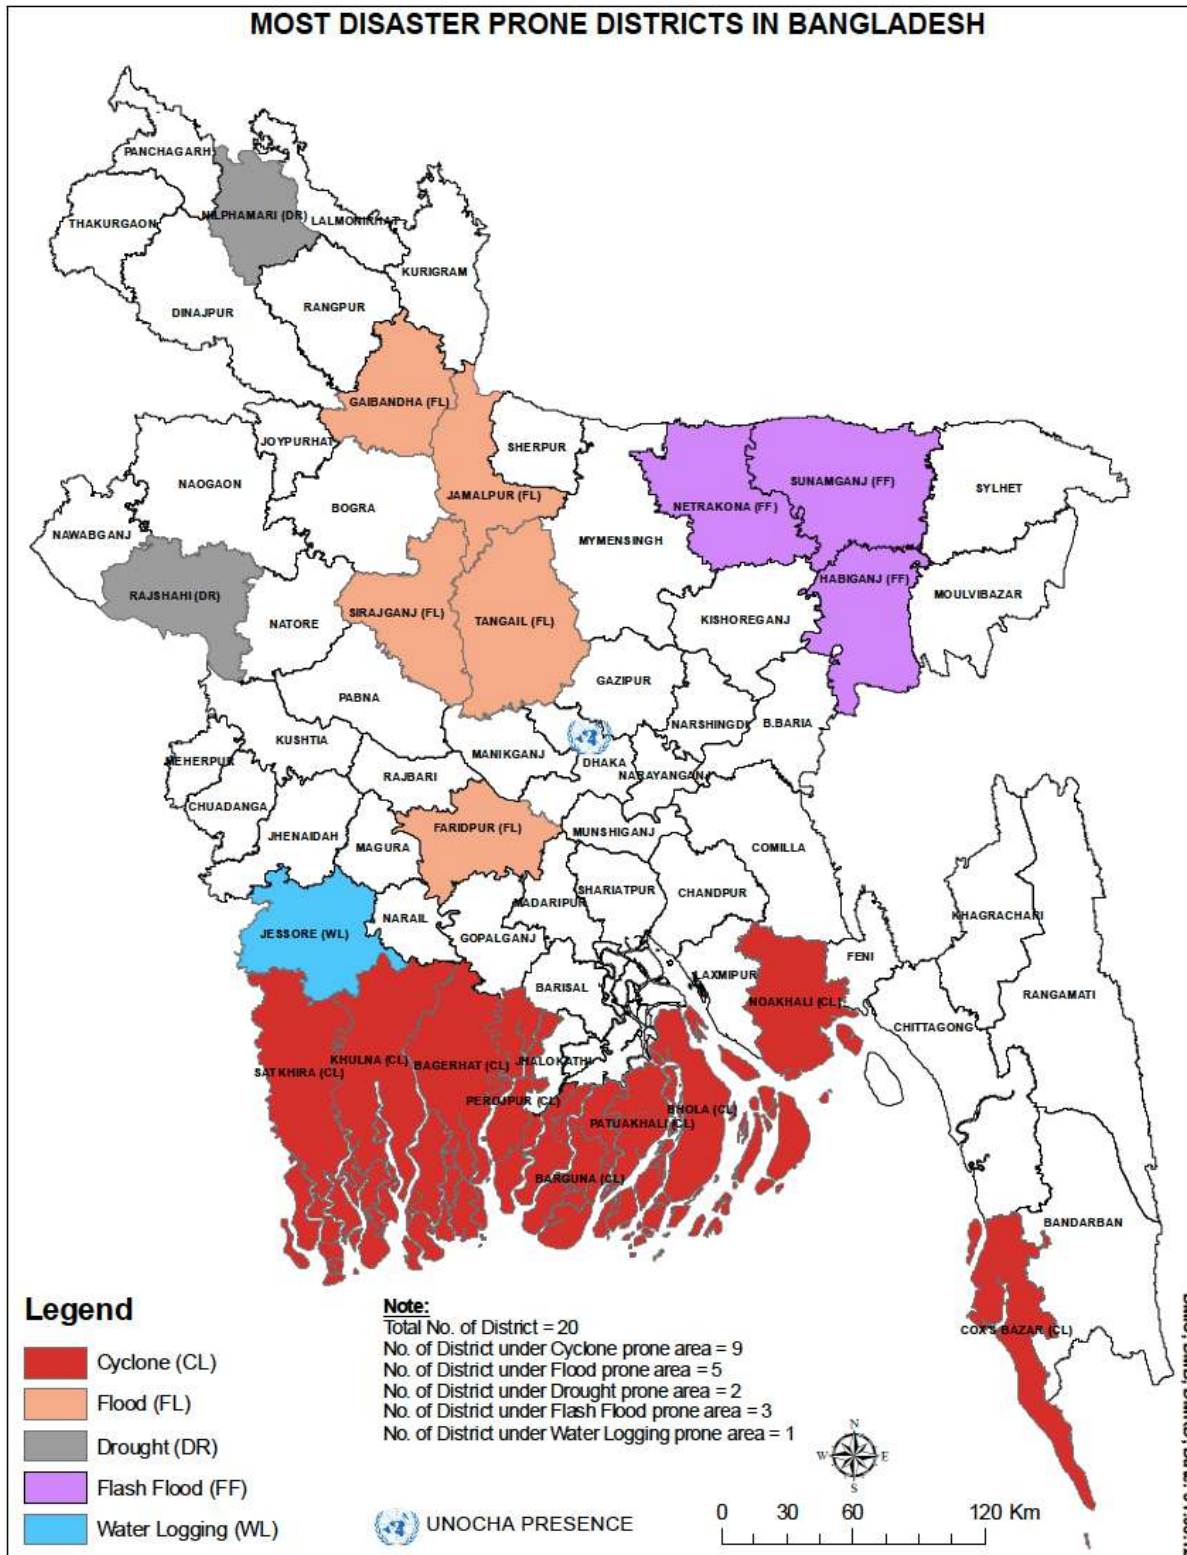 MOST DISASTER PRONE DISTRICTS IN BANGLADESH
PANCHAGARH
THAKURGAON
NILPHAMARI (DR)
LALMONIRHAT
KURIGRAM
DINAJPUR
RANGPUR
GAIBANDHA (FL)
JOYPURHAT
SHERPUR
NAOGAON
BOGRA
JAMALPUR (FL)
NETRAKONA (FF)
SUNAMGANJ (FF)
SYLHET
NAWABGANJ
MYMENSINGH
RAJSHAHI (DR)
NATORE
SIRAJGANJ (FL)
TANGAIL (FL)
KISHOREGANJ
HABIGANJ (FF)
MOULVIBAZAR
PABNA
GAZIPUR
NARSHINGDI
B.BARIA
KUSHTIA
MEHERPUR
RAJBARI
MANIKGANJ
DHAKA
NARAYANGANJ
CHUADANGA
JHENAIDAH
MAGURA
FARIDPUR (FL)
MUNSHIGANJ
COMILLA
SHARIATPUR
CHANDPUR
MADARIPUR
KHAGRACHARI
JESSORE (WL)
NARAIL
GOPALGANJ
BARISAL
LAXMIPUR
FENI
NOAKHALI (CL)
RANGAMATI
CHITTAGONG
SATKHIRA (CL)
KHULNA (CL)
BAGERHAT (CL)
JHALOKATHI
PEROJPUR (CL)
PATUAKHALI (CL)
BHOLA (CL)
BARGUNA (CL)
BANDARBAN
COX'S BAZAR (CL)
Legend
Cyclone (CL)
Flood (FL)
Drought (DR)
Flash Flood (FF)
Water Logging (WL)
Note:
Total No. of District = 20
No. of District under Cyclone prone area = 9
No. of District under Flood prone area = 5
No. of District under Drought prone area = 2
No. of District under Flash Flood prone area = 3
No. of District under Water Logging prone area = 1
UNOCHA PRESENCE
N
W
E
S
0 30 60 120 Km